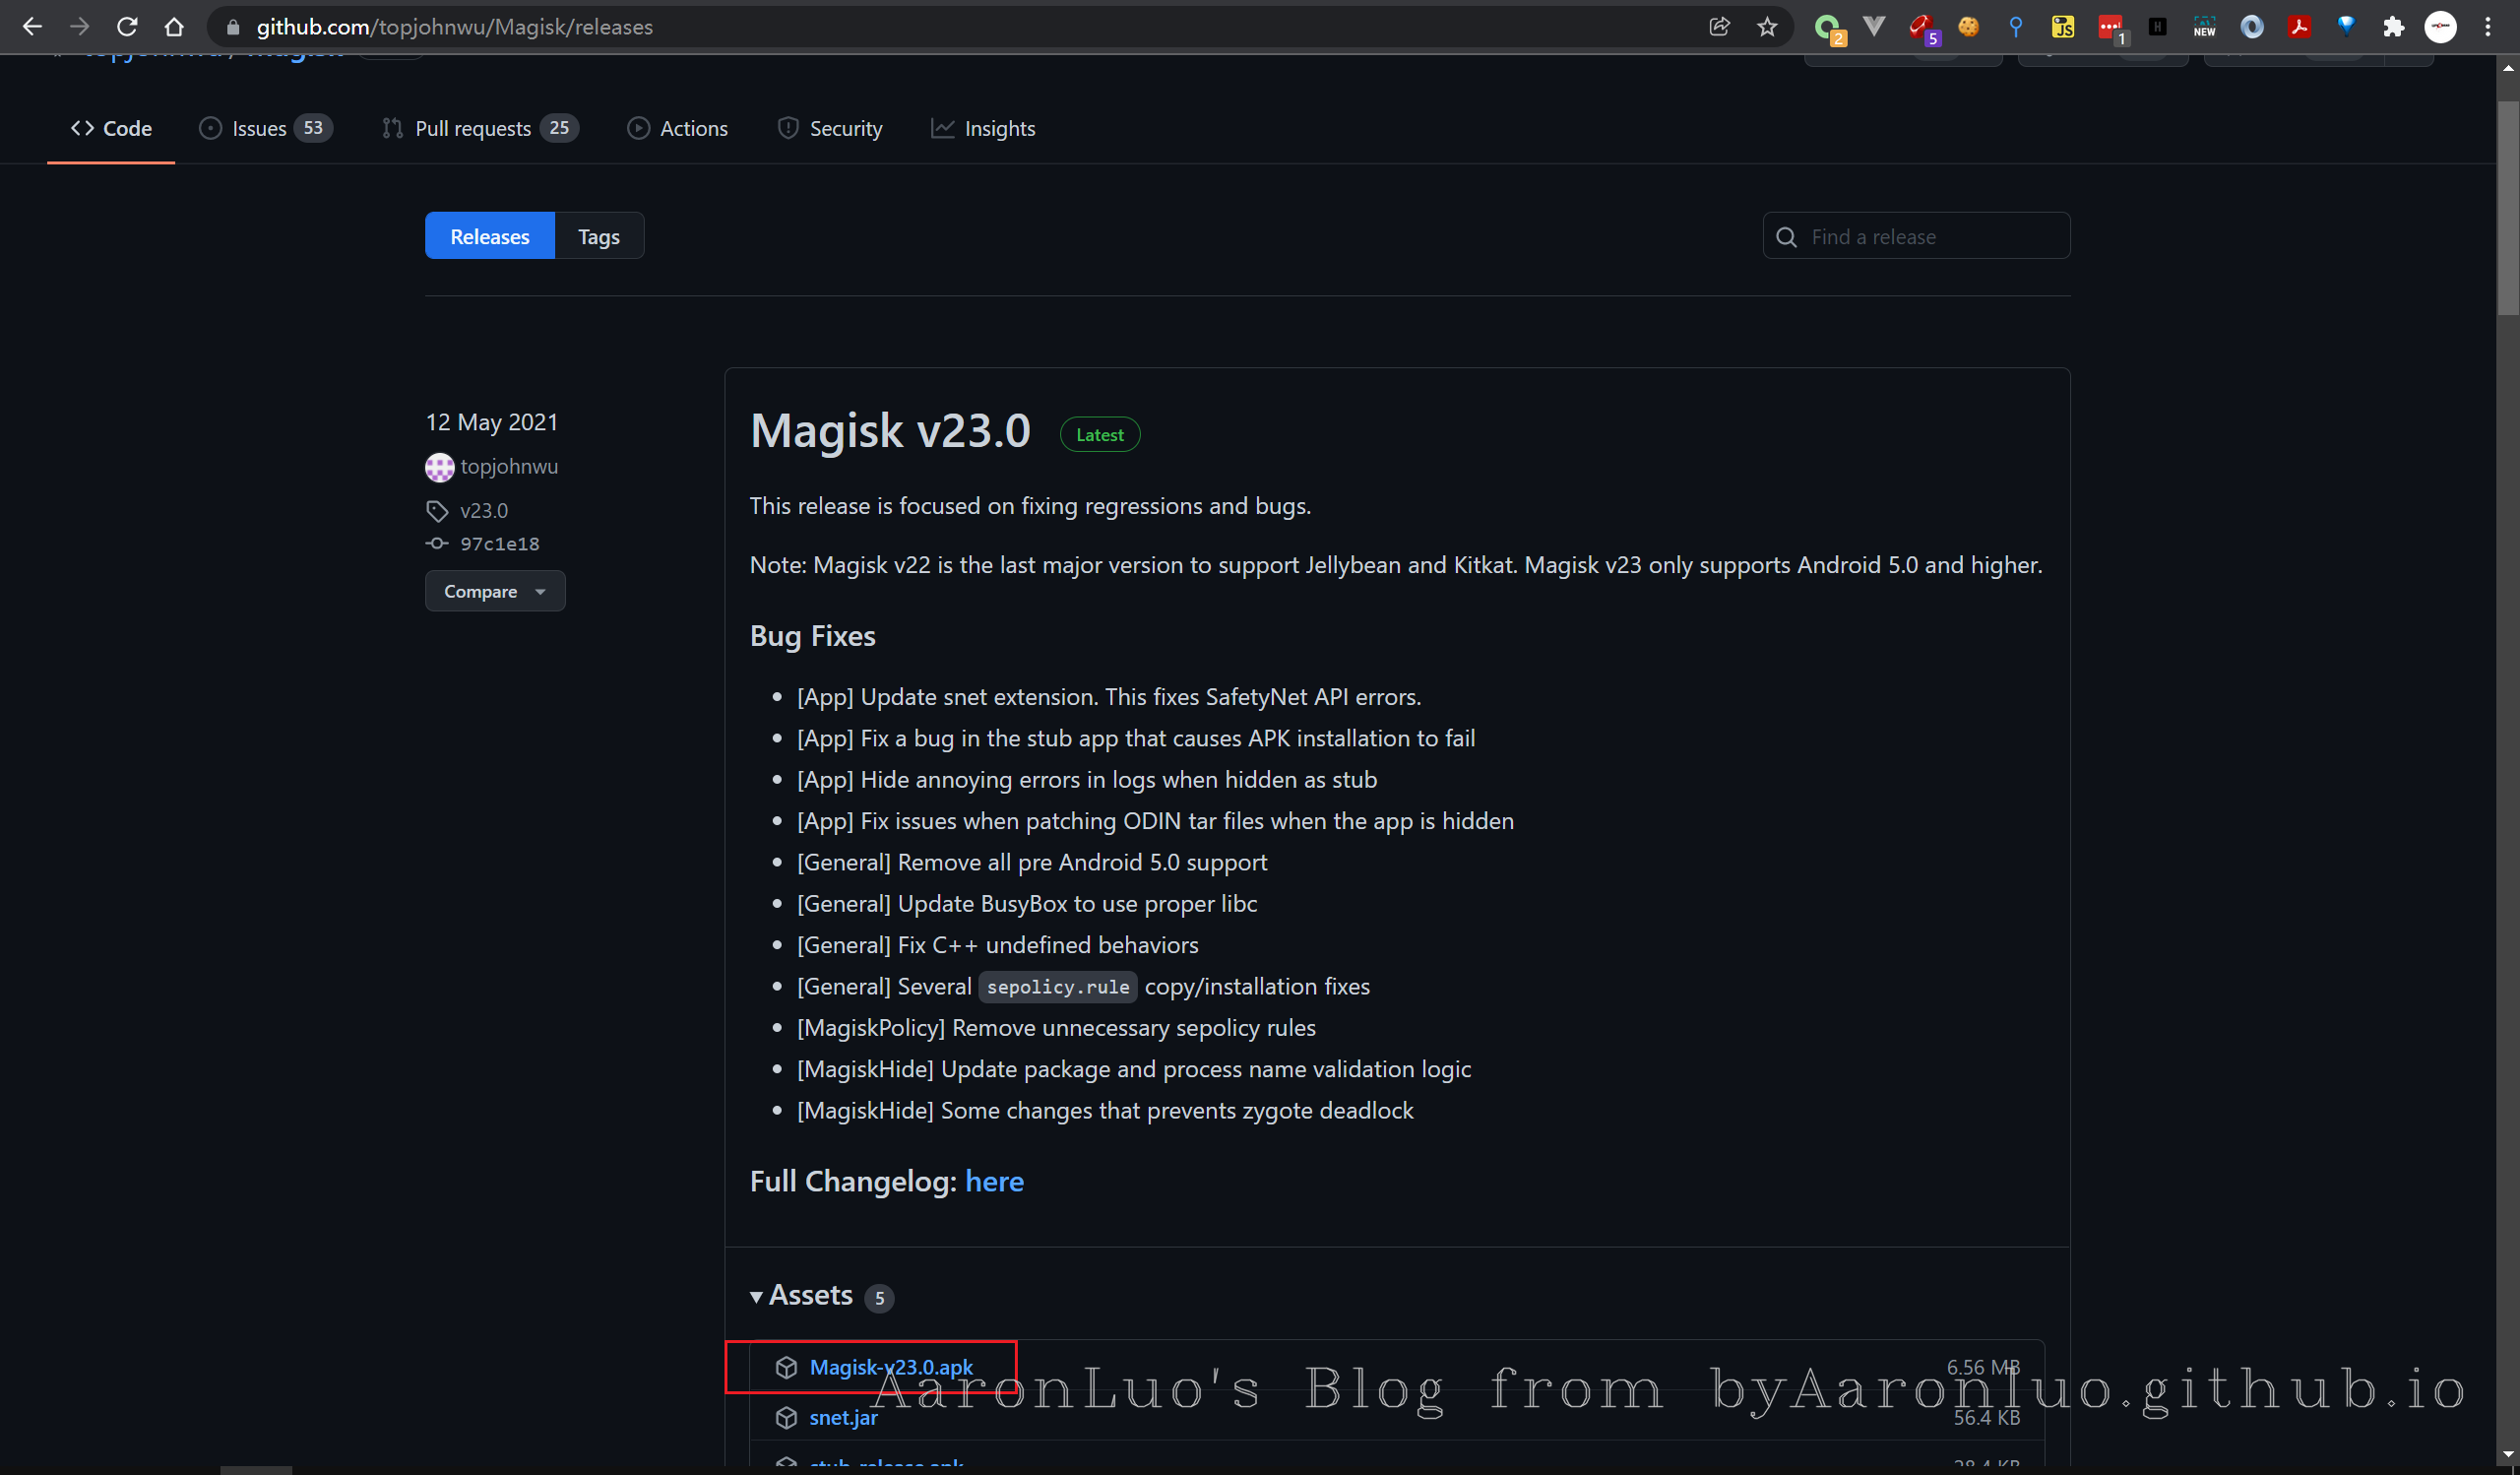 github.com/topjohnwu/Magisk/releases
2
5
JS
1
H
NEW
Code
Issues 53
Pull requests 25
Actions
Security
Insights
Releases
Tags
Find a release
12 May 2021
topjohnwu
v23.0
97c1e18
Compare
Magisk v23.0 Latest
This release is focused on fixing regressions and bugs.
Note: Magisk v22 is the last major version to support Jellybean and Kitkat. Magisk v23 only supports Android 5.0 and higher.
Bug Fixes
[App] Update snet extension. This fixes SafetyNet API errors.
[App] Fix a bug in the stub app that causes APK installation to fail
[App] Hide annoying errors in logs when hidden as stub
[App] Fix issues when patching ODIN tar files when the app is hidden
[General] Remove all pre Android 5.0 support
[General] Update BusyBox to use proper libc
[General] Fix C++ undefined behaviors
[General] Several sepolicy.rule copy/installation fixes
[MagiskPolicy] Remove unnecessary sepolicy rules
[MagiskHide] Update package and process name validation logic
[MagiskHide] Some changes that prevents zygote deadlock
Full Changelog: here
Assets 5
Magisk-v23.0.apk 6.56 MB
AaronLuo's Blog from byAaronluo.github.io
snet.jar 56.4 KB